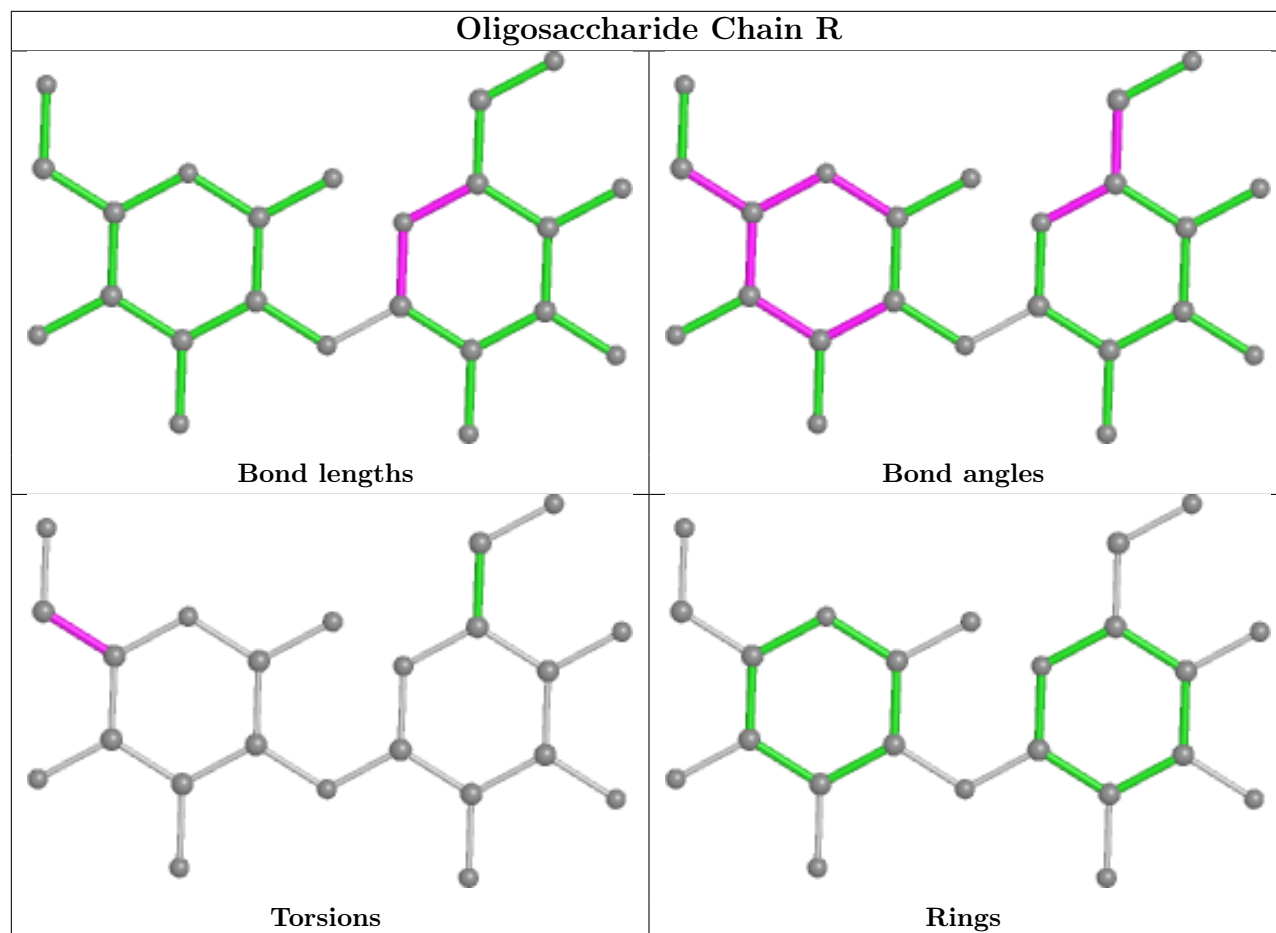 Oligosaccharide Chain R
Bond lengths
Bond angles
Torsions
Rings